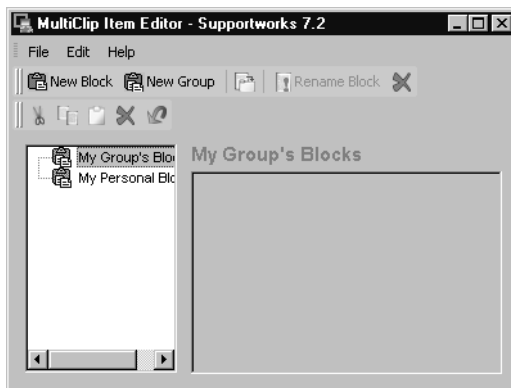 MultiClip Item Editor - Supportworks 7.2
File Edit Help
New Block New Group Rename Block
My Group's Blocks
My Group's Blo
My Personal Blc